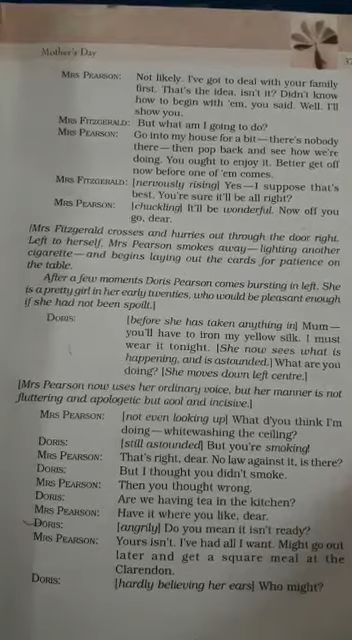 Mother's Day
MRS PEARSON: Not likely. I've got to deal with your family
first. That's the idea, isn't it? Didn't know
how to begin with 'em, you said. Well. I'll
show you.
MRS FITZGERALD: But what am I going to do?
MRS PEARSON: Go into my house for a bit—there's nobody
there—then pop back and see how we're
doing. You ought to enjoy it. Better get off
now before one of 'em comes.
MRS FITZGERALD: [nervously rising] Yes—I suppose that's
best. You're sure it'll be all right?
MRS PEARSON: [chuckling] It'll be wonderful. Now off you
go, dear.
[Mrs Fitzgerald crosses and hurries out through the door right.
Left to herself, Mrs Pearson smokes away—lighting another
cigarette—and begins laying out the cards for patience on
the table.
After a few moments Doris Pearson comes bursting in left. She
is a pretty girl in her early twenties, who would be pleasant enough
if she had not been spoilt.]
DORIS: [before she has taken anything in] Mum—
you'll have to iron my yellow silk. I must
wear it tonight. [She now sees what is
happening, and is astounded.] What are you
doing? [She moves down left centre.]
[Mrs Pearson now uses her ordinary voice, but her manner is not
fluttering and apologetic but cool and incisive.]
MRS PEARSON: [not even looking up] What d'you think I'm
doing—whitewashing the ceiling?
DORIS: [still astounded] But you're smoking!
MRS PEARSON: That's right, dear. No law against it, is there?
DORIS: But I thought you didn't smoke.
MRS PEARSON: Then you thought wrong.
DORIS: Are we having tea in the kitchen?
MRS PEARSON: Have it where you like, dear.
DORIS: [angrily] Do you mean it isn't ready?
MRS PEARSON: Yours isn't. I've had all I want. Might go out
later and get a square meal at the
Clarendon.
DORIS: [hardly believing her ears] Who might?